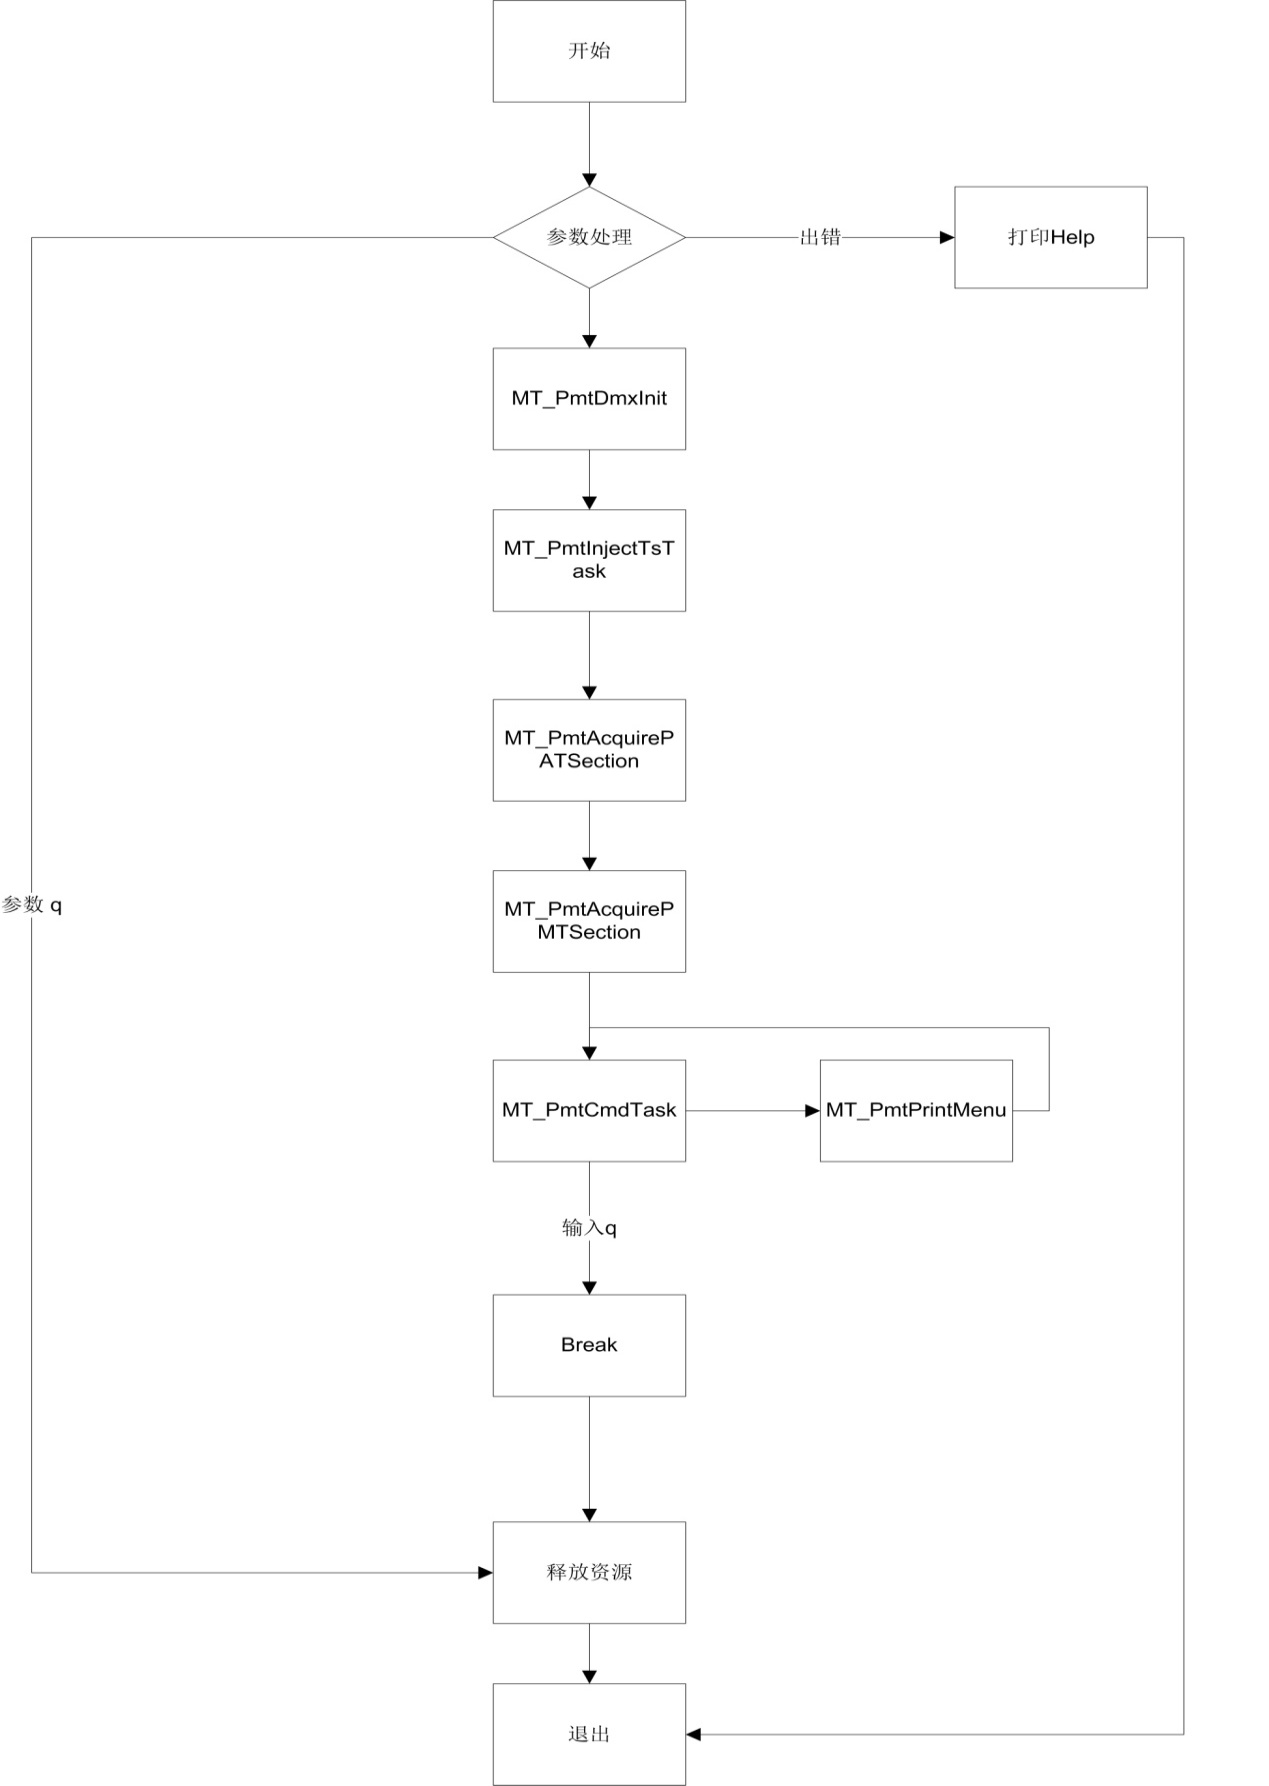 开始
参数处理
出错
打印Help
MT_PmtDmxInit
MT_PmtInjectTsT
ask
MT_PmtAcquireP
ATSection
参数 q
MT_PmtAcquireP
MTSection
MT_PmtCmdTask
MT_PmtPrintMenu
输入q
Break
释放资源
退出